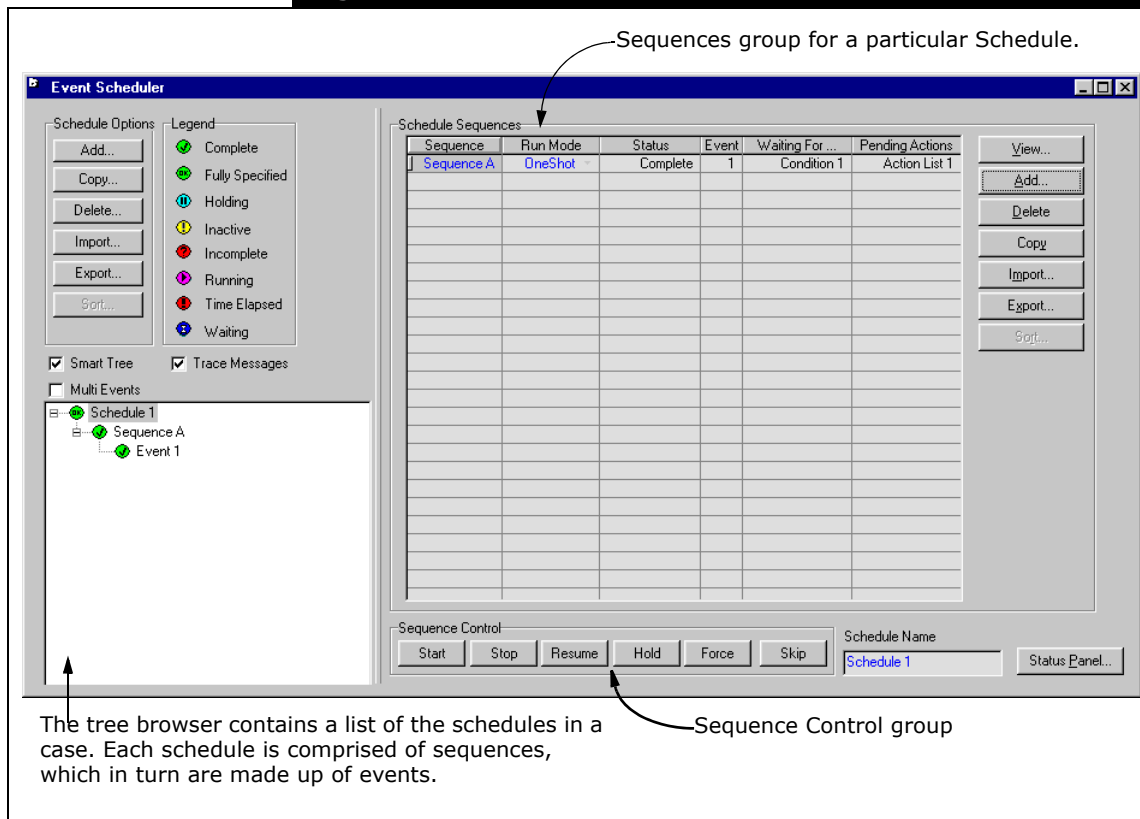 Sequences group for a particular Schedule.
Event Scheduler
Schedule Options
Add...
Copy...
Delete...
Import...
Export...
Sort...
Legend
Complete
Fully Specified
Holding
Inactive
Incomplete
Running
Time Elapsed
Waiting
Smart Tree
Trace Messages
Multi Events
Schedule 1
Sequence A
Event 1
Schedule Sequences
Sequence Run Mode Status Event Waiting For ... Pending Actions
Sequence A OneShot Complete 1 Condition 1 Action List 1
View...
Add...
Delete
Copy
Import...
Export...
Sort...
Sequence Control
Start Stop Resume Hold Force Skip
Schedule Name
Schedule 1
Status Panel...
The tree browser contains a list of the schedules in a
case. Each schedule is comprised of sequences,
which in turn are made up of events.
Sequence Control group